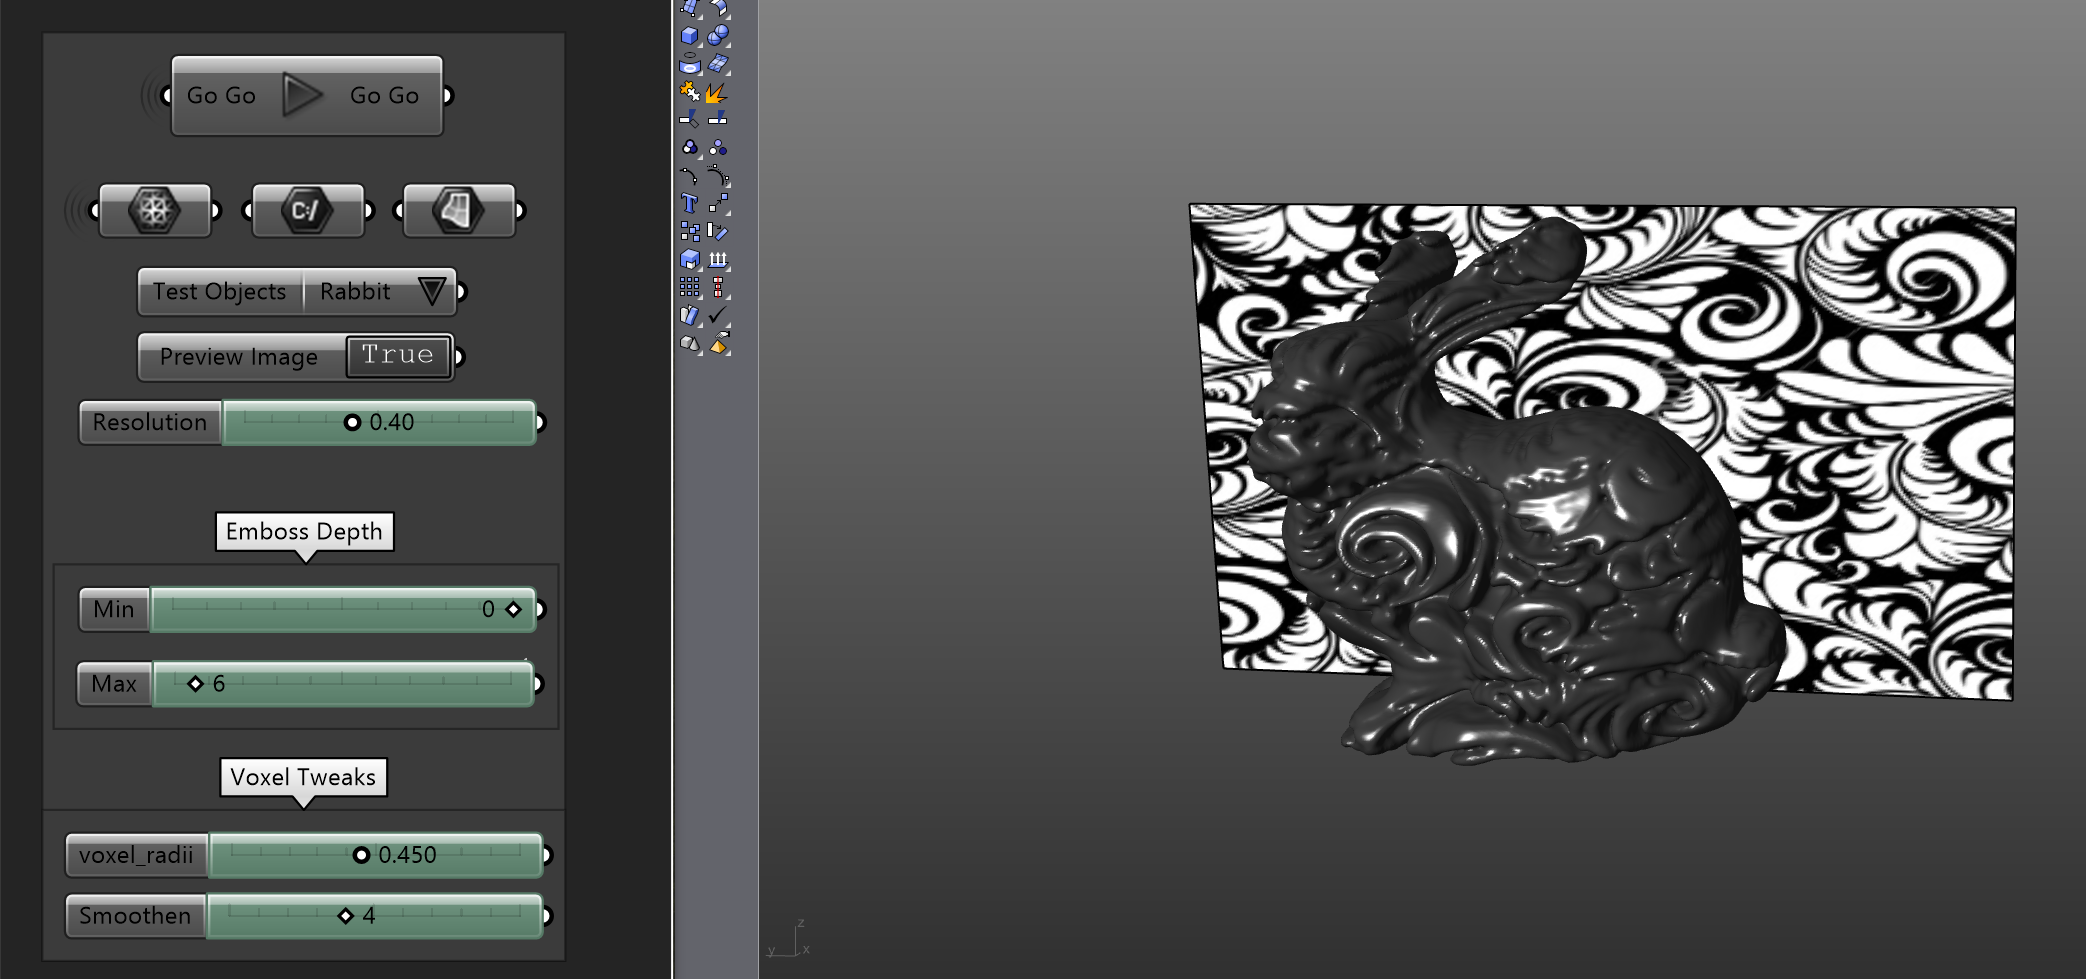 Go Go Go Go
C:/
Test Objects Rabbit
Preview Image True
Resolution 0.40
Emboss Depth
Min 0
Max 6
Voxel Tweaks
voxel_radii 0.450
Smoothen 4
T
z
y x